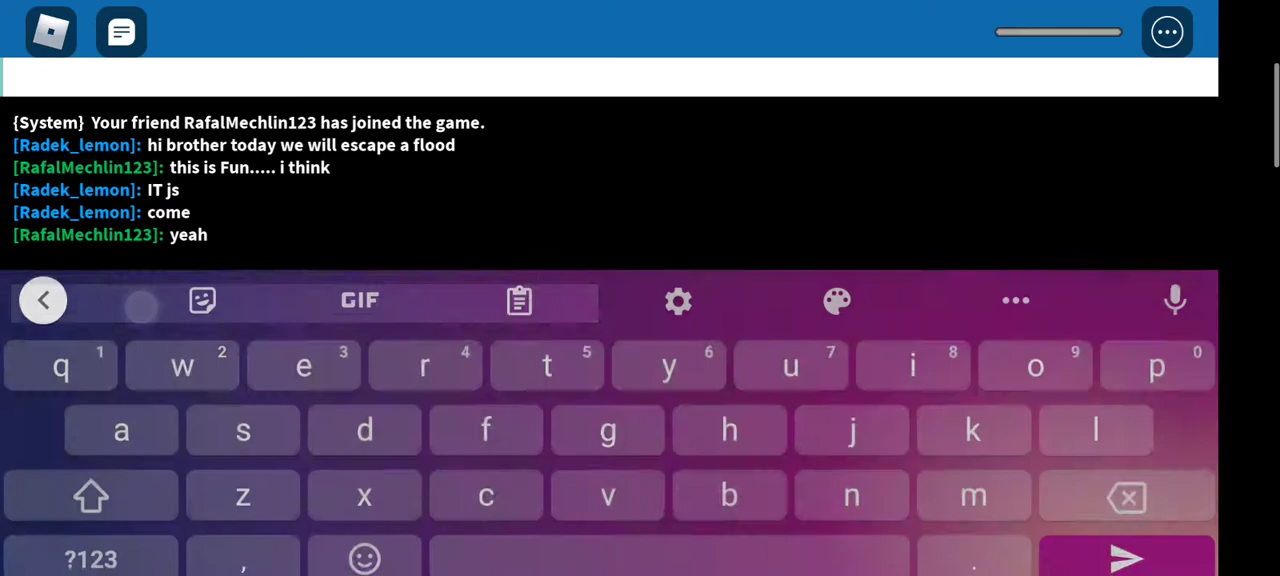 {System} Your friend RafalMechlin123 has joined the game.
[Radek_lemon]: hi brother today we will escape a flood
[RafalMechlin123]: this is Fun..... i think
[Radek_lemon]: IT js
[Radek_lemon]: come
[RafalMechlin123]: yeah
GIF
q 1 w 2 e 3 r 4 t 5 y 6 u 7 i 8 o 9 p 0
a s d f g h j k l
z x c v b n m
?123 , .